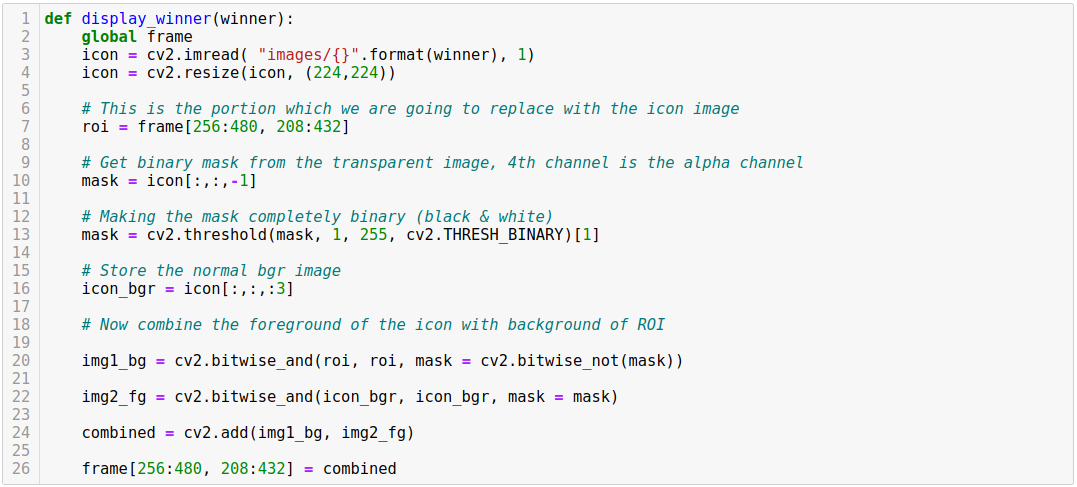 1 def display_winner(winner):
2     global frame
3     icon = cv2.imread( "images/{}".format(winner), 1)
4     icon = cv2.resize(icon, (224,224))
5
6     # This is the portion which we are going to replace with the icon image
7     roi = frame[256:480, 208:432]
8
9     # Get binary mask from the transparent image, 4th channel is the alpha channel
10     mask = icon[:,:,-1]
11
12     # Making the mask completely binary (black & white)
13     mask = cv2.threshold(mask, 1, 255, cv2.THRESH_BINARY)[1]
14
15     # Store the normal bgr image
16     icon_bgr = icon[:,:,:3]
17
18     # Now combine the foreground of the icon with background of ROI
19
20     img1_bg = cv2.bitwise_and(roi, roi, mask = cv2.bitwise_not(mask))
21
22     img2_fg = cv2.bitwise_and(icon_bgr, icon_bgr, mask = mask)
23
24     combined = cv2.add(img1_bg, img2_fg)
25
26     frame[256:480, 208:432] = combined